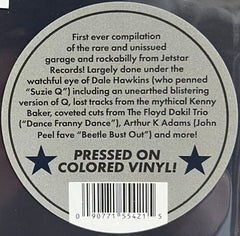 First ever compilation
of the rare and unissued
garage and rockabilly from Jetstar
Records! Largely done under the
watchful eye of Dale Hawkins (who penned
"Suzie Q") including an unearthed blistering
version of Q, lost tracks from the mythical Kenny
Baker, coveted cuts from The Floyd Dakil Trio
("Dance Franny Dance"), Arthur K Adams (John
Peel fave "Beetle Bust Out") and more!
PRESSED ON
COLORED VINYL!
0 90771 55421 5